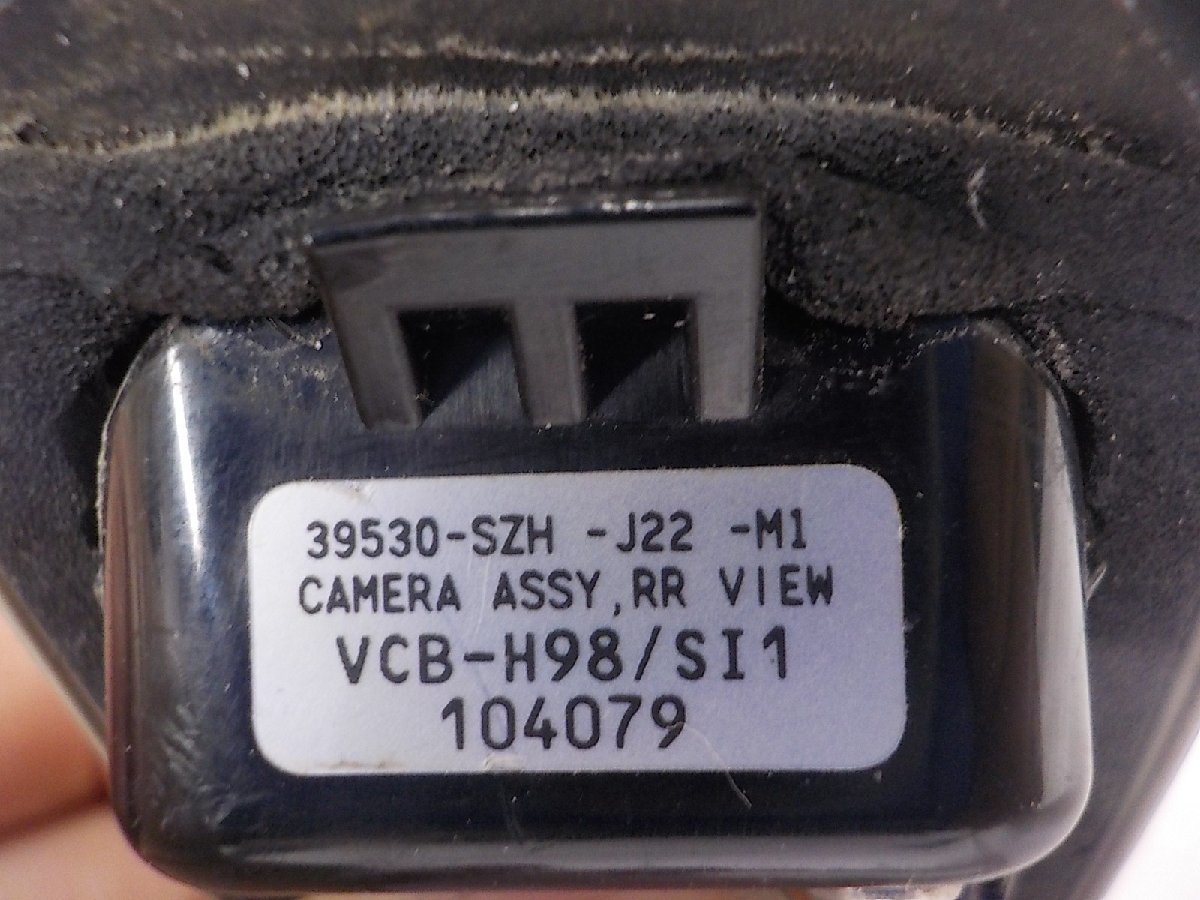 39530-SZH -J22 -M1
CAMERA ASSY,RR VIEW
VCB-H98/SI1
104079